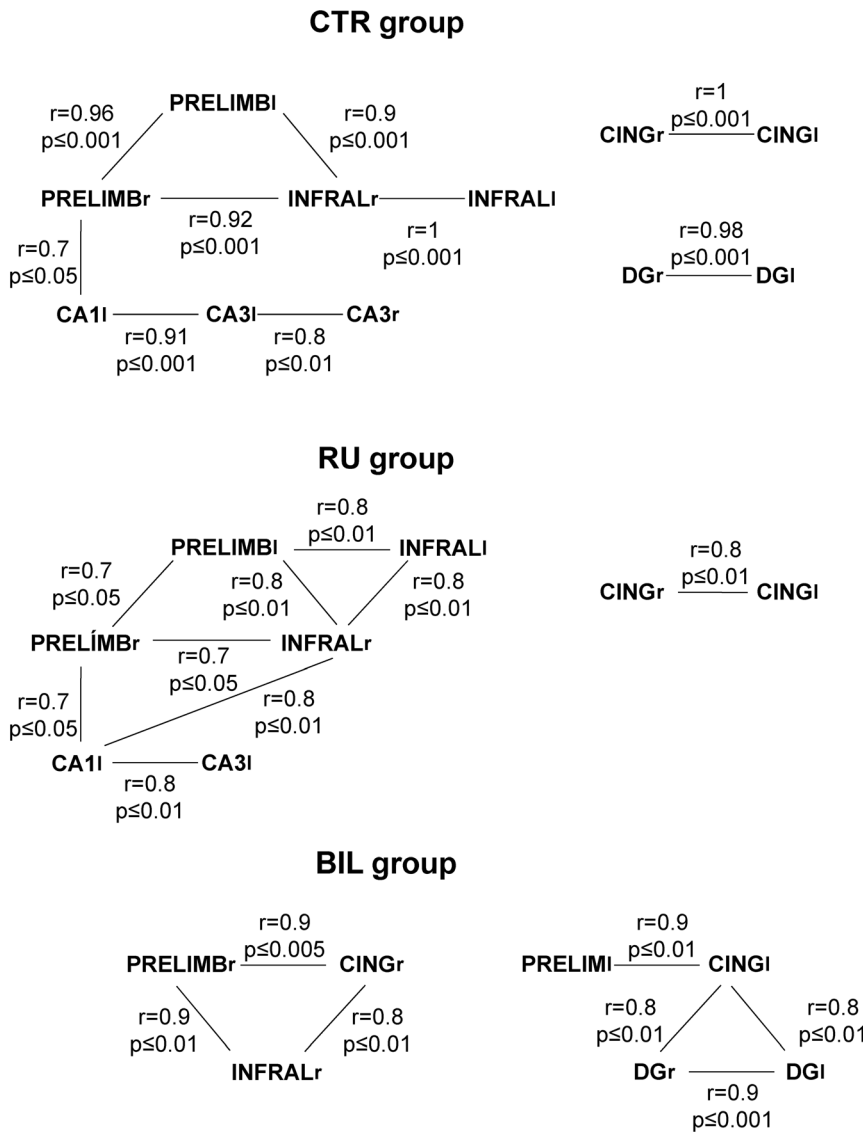 CTR group
r=0.96
p≤0.001
PRELIMBl
r=0.9
p≤0.001
PRELIMBr
r=0.92
p≤0.001
INFRALr
r=1
p≤0.001
INFRALl
r=0.7
p≤0.05
CA1l
r=0.91
p≤0.001
CA3l
r=0.8
p≤0.01
CA3r
r=1
p≤0.001
CINGr
CINGl
r=0.98
p≤0.001
DGr
DGl
RU group
r=0.8
p≤0.01
PRELIMBl
INFRALl
r=0.7
p≤0.05
r=0.8
p≤0.01
r=0.8
p≤0.01
PRELÍMBr
INFRALr
r=0.7
p≤0.05
r=0.7
p≤0.05
r=0.8
p≤0.01
CA1l
CA3l
r=0.8
p≤0.01
r=0.8
p≤0.01
CINGr
CINGl
BIL group
r=0.9
p≤0.005
PRELIMBr
CINGr
r=0.9
p≤0.01
r=0.8
p≤0.01
INFRALr
r=0.9
p≤0.01
PRELIMl
CINGl
r=0.8
p≤0.01
r=0.8
p≤0.01
DGr
DGl
r=0.9
p≤0.001